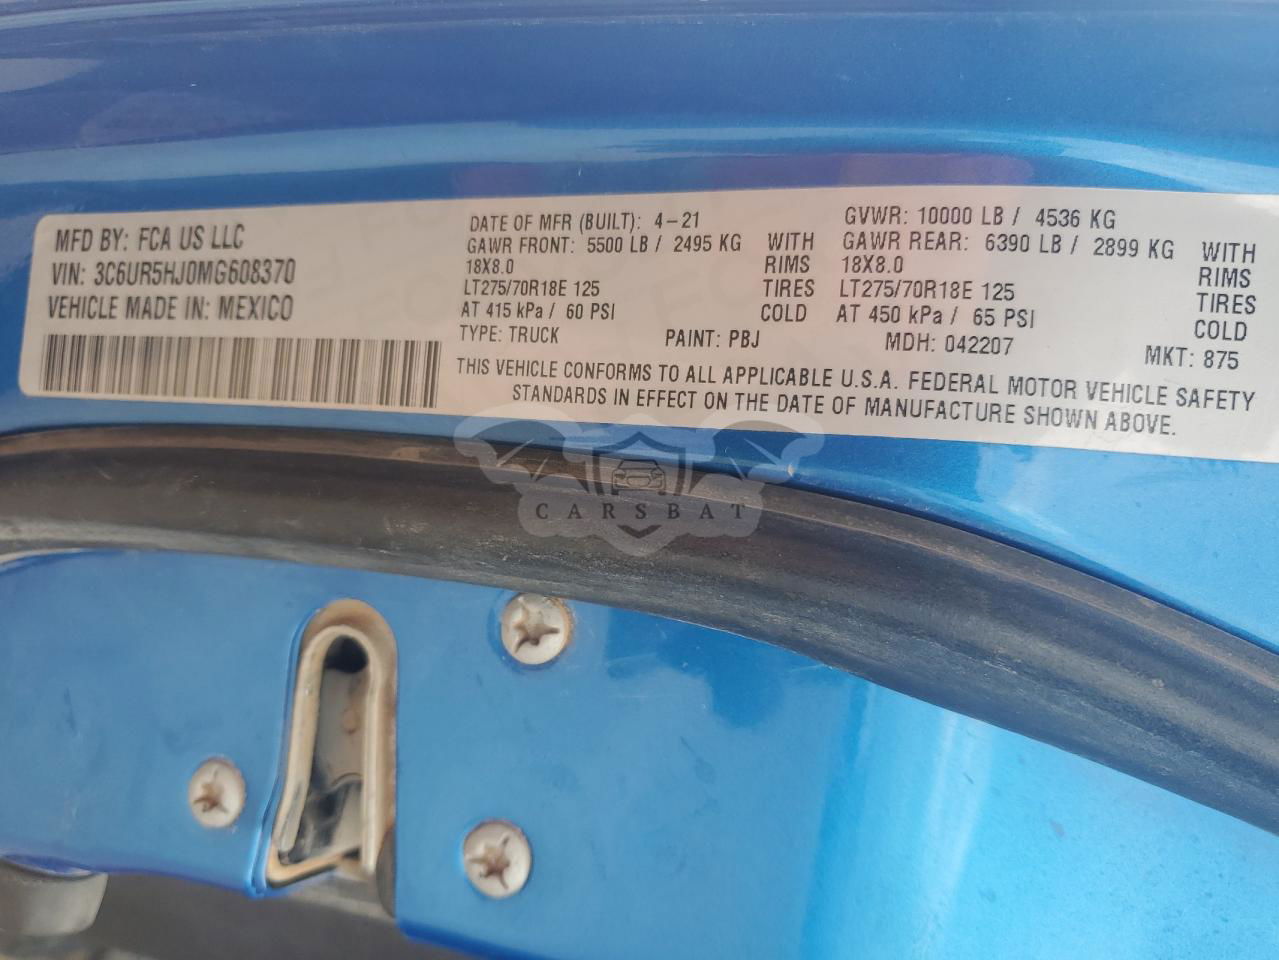 MFD BY: FCA US LLC
VIN: 3C6UR5HJ0MG608370
VEHICLE MADE IN: MEXICO
DATE OF MFR (BUILT): 4-21
GAWR FRONT: 5500 LB / 2495 KG WITH
18X8.0 RIMS
LT275/70R18E 125 TIRES
AT 415 kPa / 60 PSI COLD
GVWR: 10000 LB / 4536 KG
GAWR REAR: 6390 LB / 2899 KG WITH
18X8.0 RIMS
LT275/70R18E 125 TIRES
AT 450 kPa / 65 PSI COLD
TYPE: TRUCK PAINT: PBJ MDH: 042207 MKT: 875
THIS VEHICLE CONFORMS TO ALL APPLICABLE U.S.A. FEDERAL MOTOR VEHICLE SAFETY
STANDARDS IN EFFECT ON THE DATE OF MANUFACTURE SHOWN ABOVE.
CARSBAT